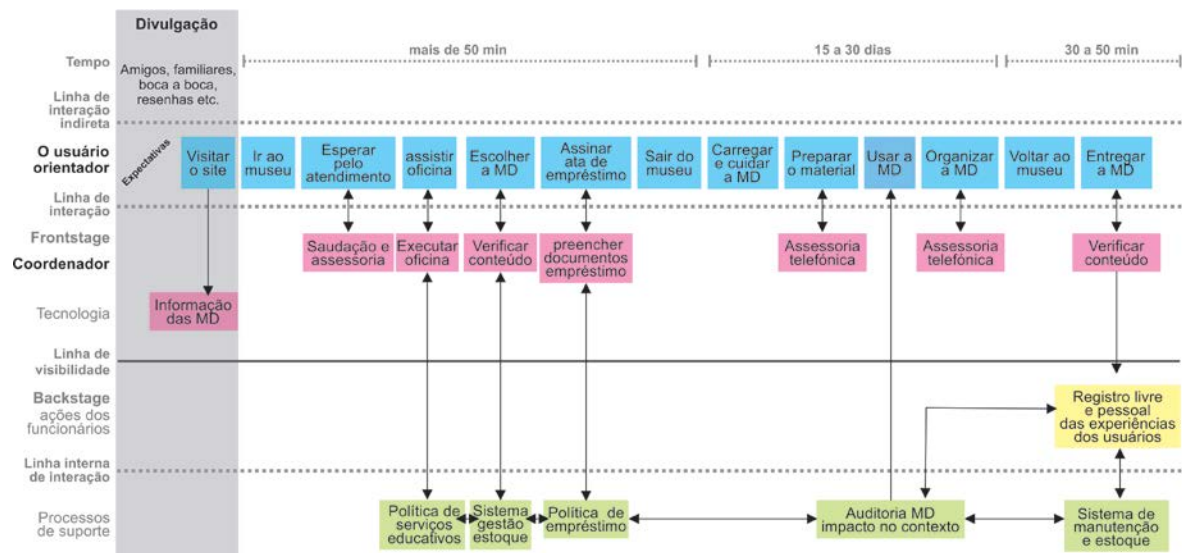 Divulgação
Amigos, familiares,
boca a boca,
resenhas etc.
Tempo
mais de 50 min
15 a 30 dias
30 a 50 min
Linha de
interação
indireta
O usuário
orientador
Expectativas
Visitar
o site
Ir ao
museu
Esperar
pelo
atendimento
assistir
oficina
Escolher
a MD
Assinar
ata de
empréstimo
Sair do
museu
Carregar
e cuidar
a MD
Preparar
o material
Usar a
MD
Organizar
a MD
Voltar ao
museu
Entregar
a MD
Linha de
interação
Frontstage
Coordenador
Saudação e
assessoria
Executar
oficina
Verificar
conteúdo
preencher
documentos
empréstimo
Assessoria
telefónica
Assessoria
telefónica
Verificar
conteúdo
Tecnologia
Informação
das MD
Linha de
visibilidade
Backstage
ações dos
funcionários
Registro livre
e pessoal
das experiências
dos usuários
Linha interna
de interação
Processos
de suporte
Política de
serviços
educativos
Sistema
gestão
estoque
Política de
empréstimo
Auditoria MD
impacto no contexto
Sistema de
manutenção
e estoque